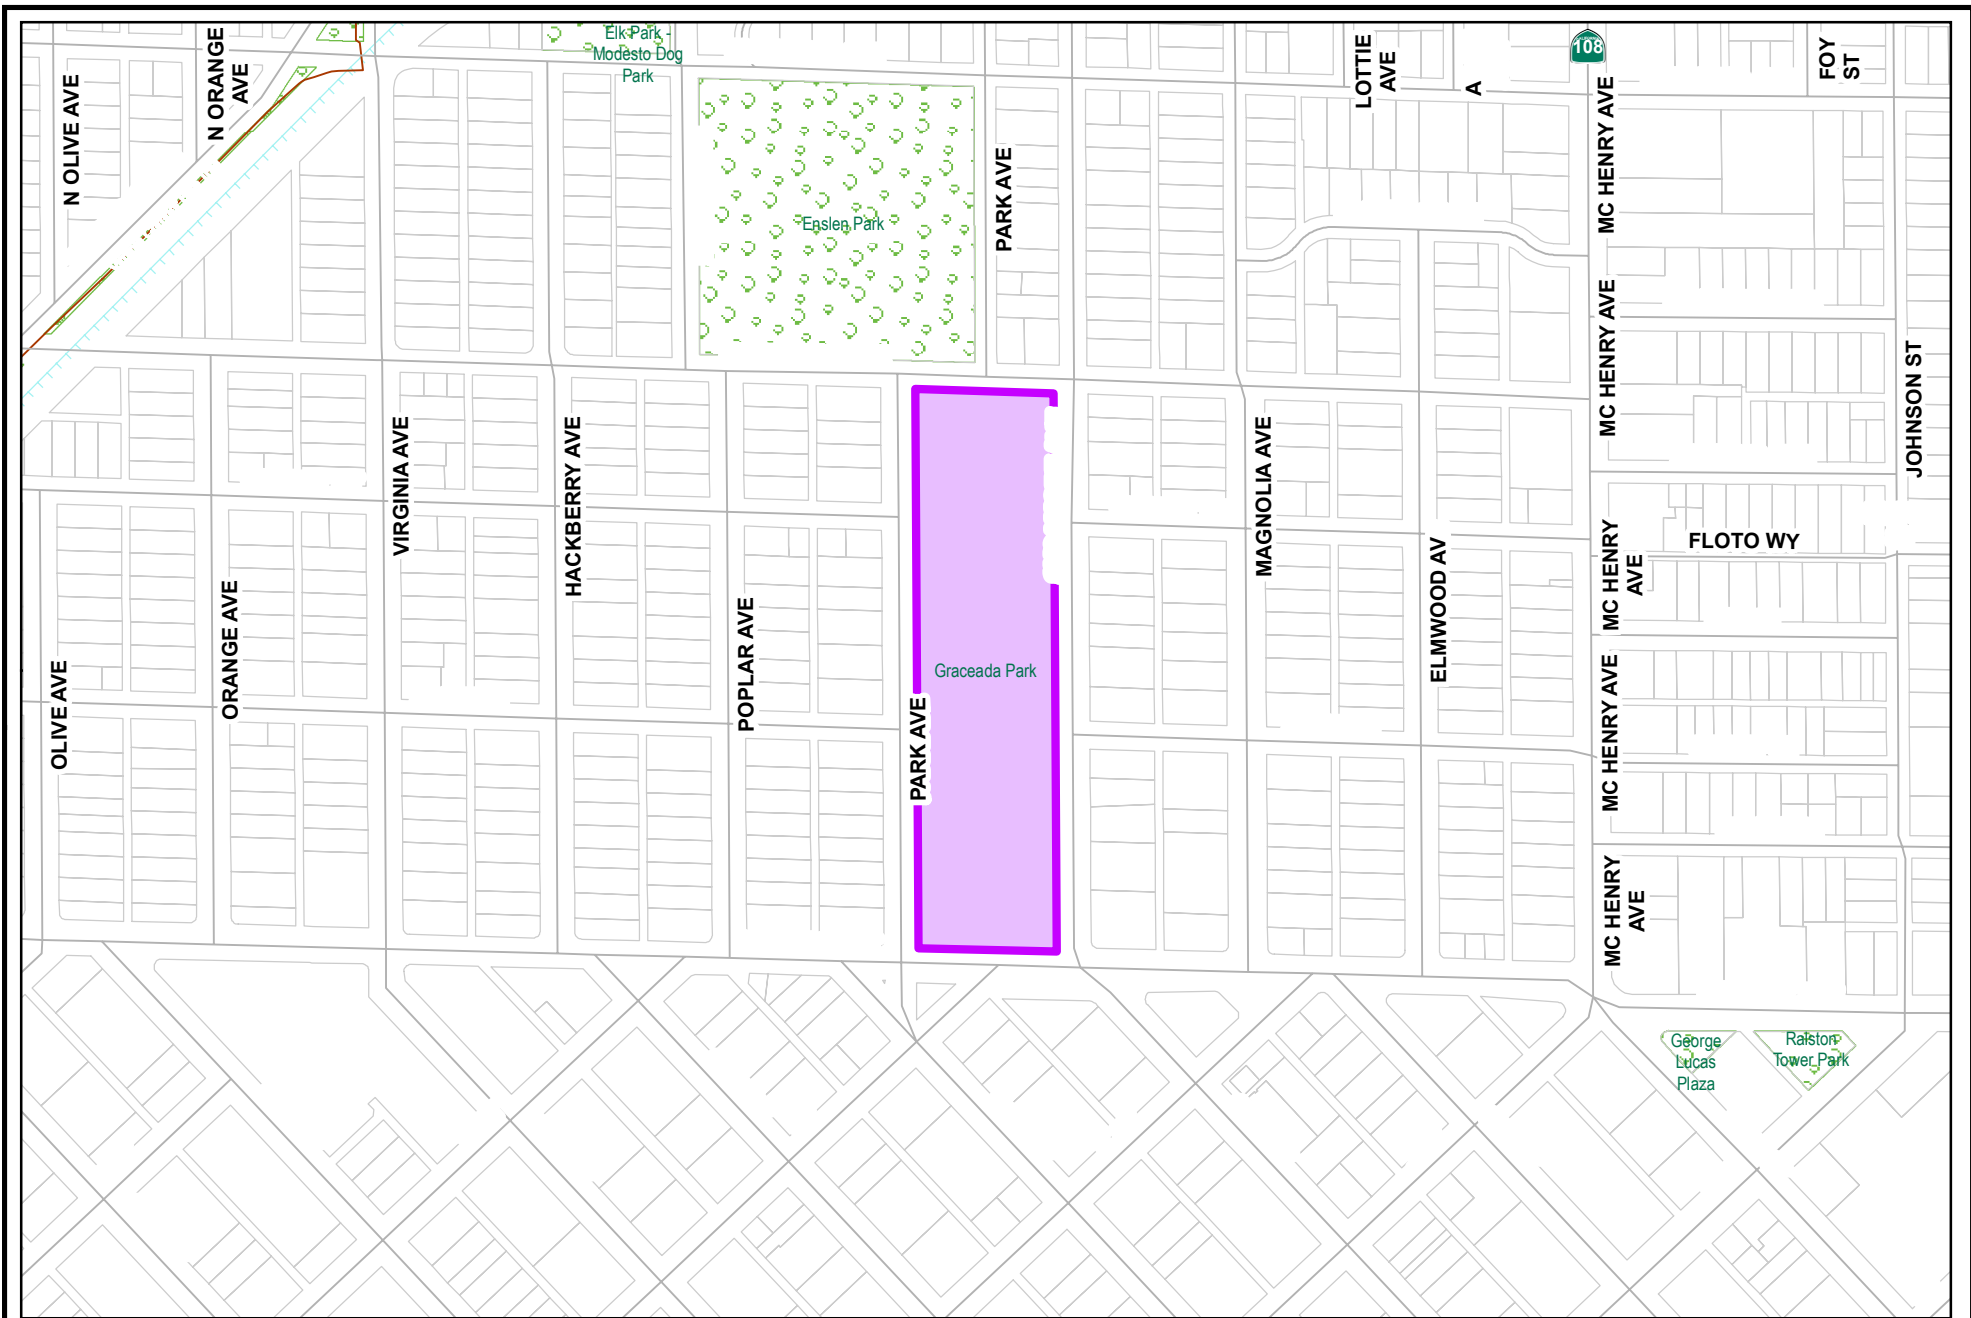 Elk Park -
Modesto Dog
Park
N OLIVE AVE
N ORANGE
AVE
LOTTIE
AVE
A
108
MC HENRY AVE
FOY
ST
PARK AVE
Enslen Park
MC HENRY AVE
JOHNSON ST
VIRGINIA AVE
HACKBERRY AVE
MAGNOLIA AVE
ELMWOOD AV
MC HENRY
AVE
FLOTO WY
OLIVE AVE
ORANGE AVE
POPLAR AVE
PARK AVE
Graceada Park
MC HENRY AVE
MC HENRY
AVE
George
Lucas
Plaza
Ralston
Tower Park